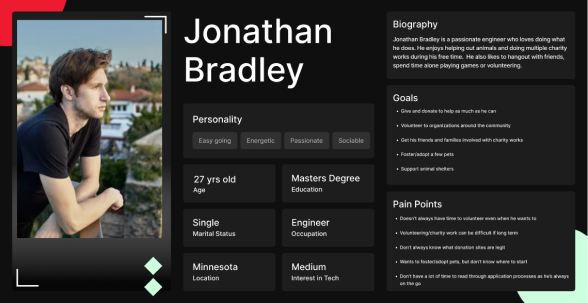 Jonathan
Bradley
Personality
Easy going
Energetic
Passionate
Sociable
27 yrs old
Age
Masters Degree
Education
Single
Marital Status
Engineer
Occupation
Minnesota
Location
Medium
Interest in Tech
Biography
Jonathan Bradley is a passionate engineer who loves doing what
he does. He enjoys helping out animals and doing multiple charity
works during his free time. He also likes to hangout with friends,
spend time alone playing games or volunteering.
Goals
• Give and donate to help as much as he can
• Volunteer to organizations around the community
• Get his friends and families involved with charity works
• Foster/adopt a few pets
• Support animal shelters
Pain Points
• Doesn't always have time to volunteer even when he wants to
• Volunteering/charity work can be difficult if long term
• Don't always know what donation sites are legit
• Wants to foster/adopt pets, but don't know where to start
• Don't have a lot of time to read through application processes as he's always
on the go